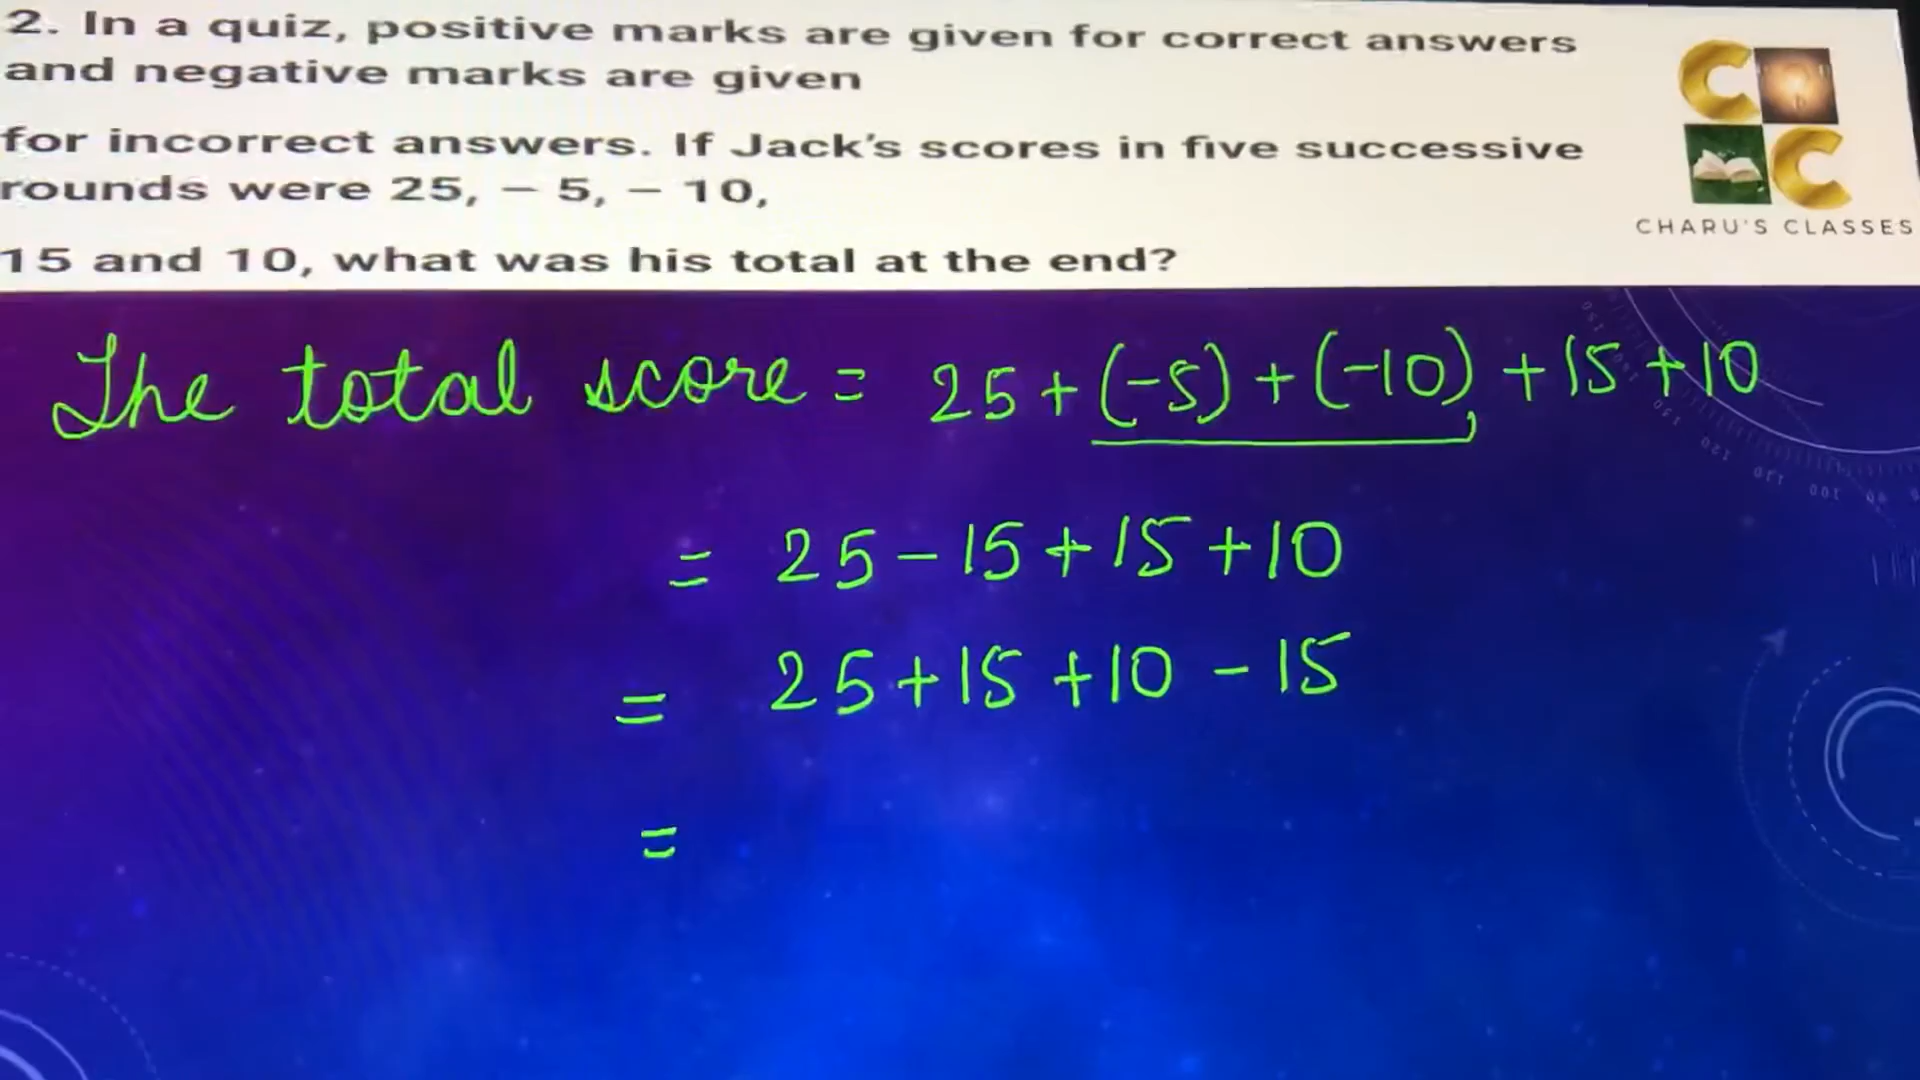 2. In a quiz, positive marks are given for correct answers
and negative marks are given
for incorrect answers. If Jack's scores in five successive
rounds were 25, – 5, – 10,
15 and 10, what was his total at the end?
C
C
CHARU'S CLASSES
The total score = 25 + (-5) + (-10) + 15 + 10
= 25 - 15 + 15 + 10
= 25 + 15 + 10 - 15
=